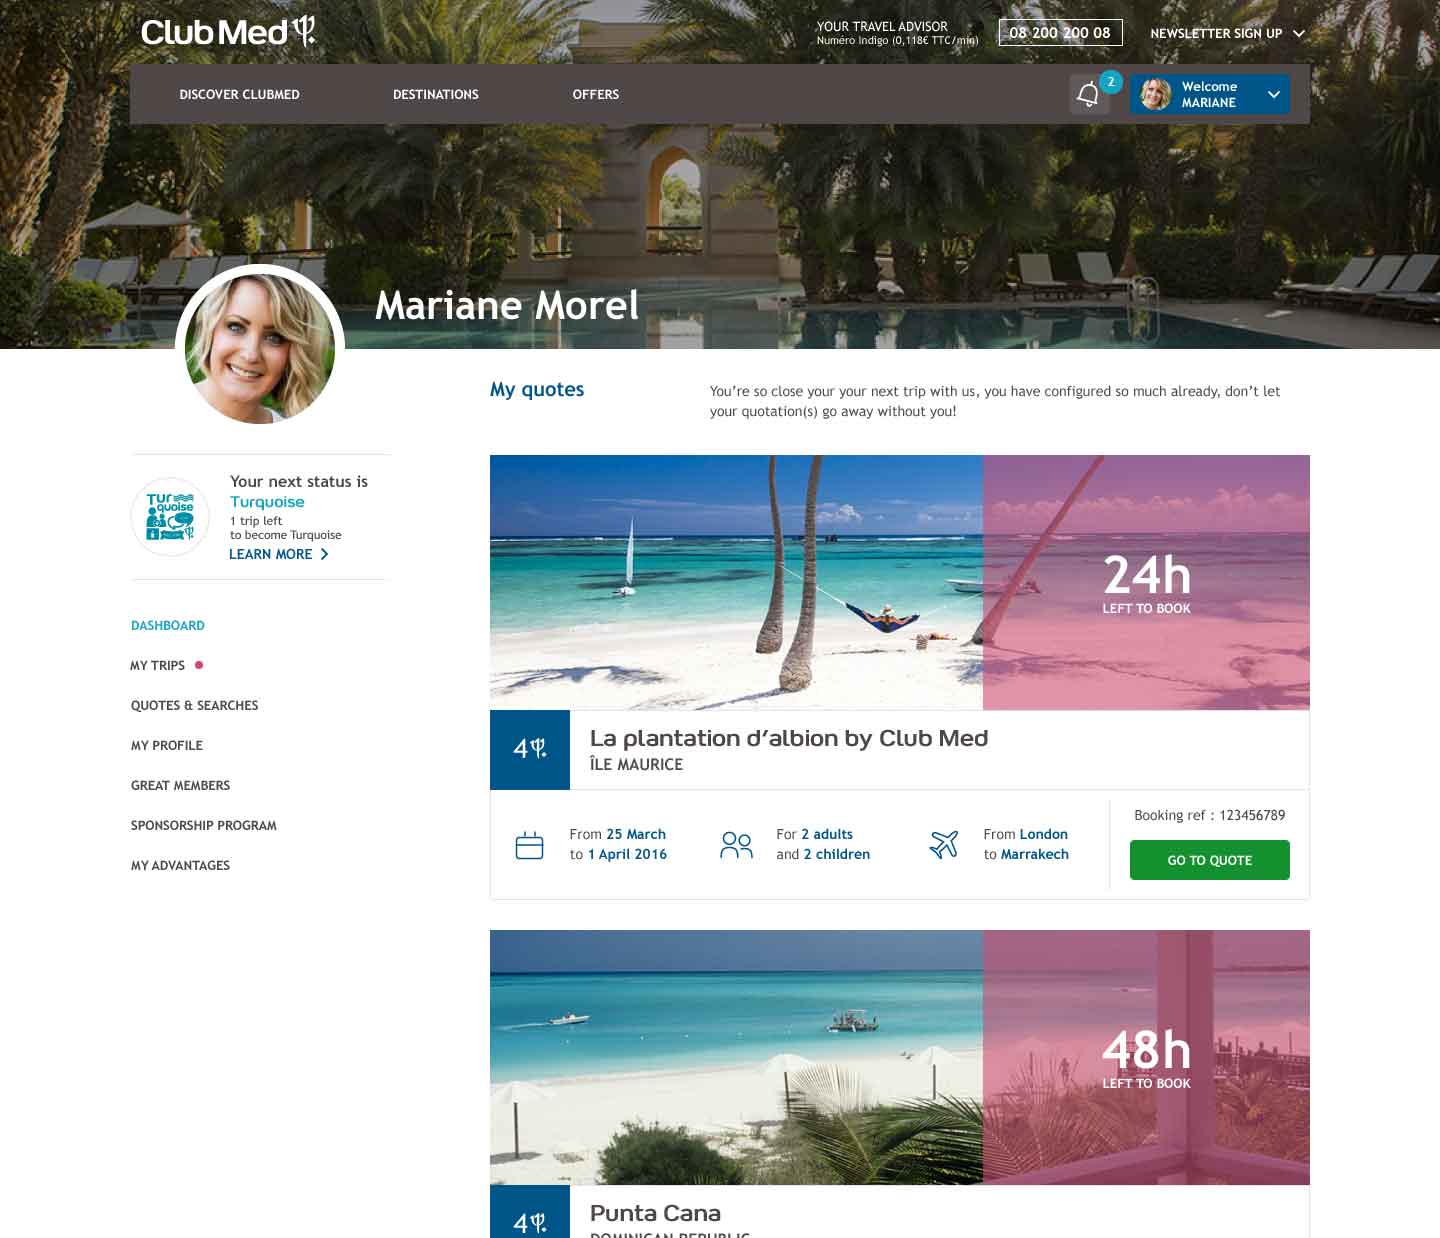 Club Med
YOUR TRAVEL ADVISOR
Numéro Indigo (0,118€ TTC/min)
08 200 200 08
NEWSLETTER SIGN UP
DISCOVER CLUBMED
DESTINATIONS
OFFERS
2
Welcome
MARIANE
Mariane Morel
My quotes
You’re so close your your next trip with us, you have configured so much already, don’t let
your quotation(s) go away without you!
Turquoise
Your next status is
Turquoise
1 trip left
to become Turquoise
LEARN MORE
DASHBOARD
MY TRIPS
QUOTES & SEARCHES
MY PROFILE
GREAT MEMBERS
SPONSORSHIP PROGRAM
MY ADVANTAGES
24h
LEFT TO BOOK
4
La plantation d’albion by Club Med
ÎLE MAURICE
From 25 March
to 1 April 2016
For 2 adults
and 2 children
From London
to Marrakech
Booking ref : 123456789
GO TO QUOTE
48h
LEFT TO BOOK
4
Punta Cana
DOMINICAN REPUBLIC